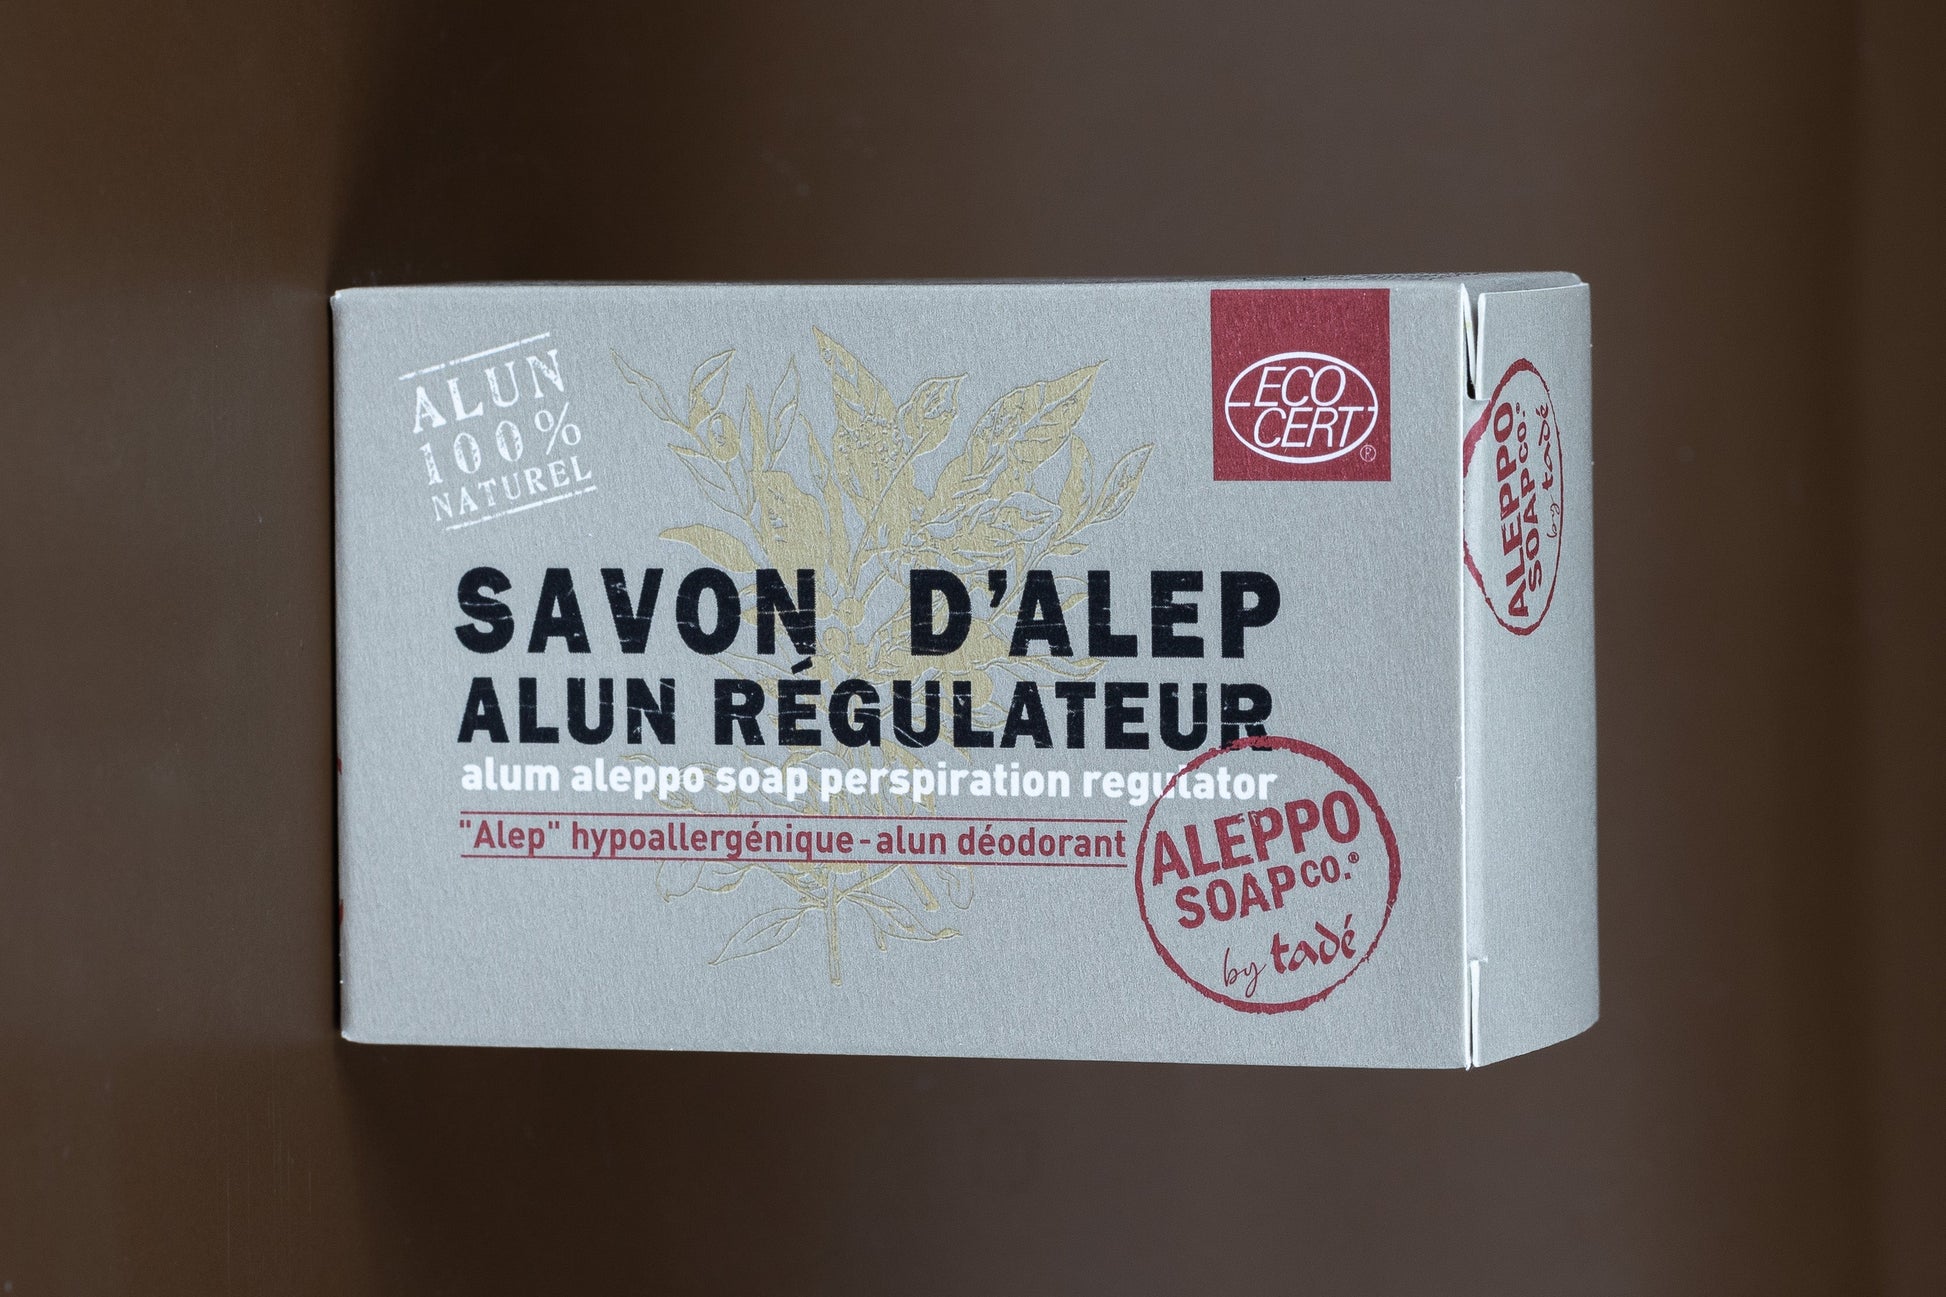 ALUN
100%
NATUREL
ECO
CERT
®
SAVON D'ALEP
ALUN RÈGULATEUR
alum aleppo soap perspiration regulator
"Alep" hypoallergénique-alun déodorant
ALEPPO
SOAP CO.®
by tadé
ALEPPO
SOAP CO.®
by tadé